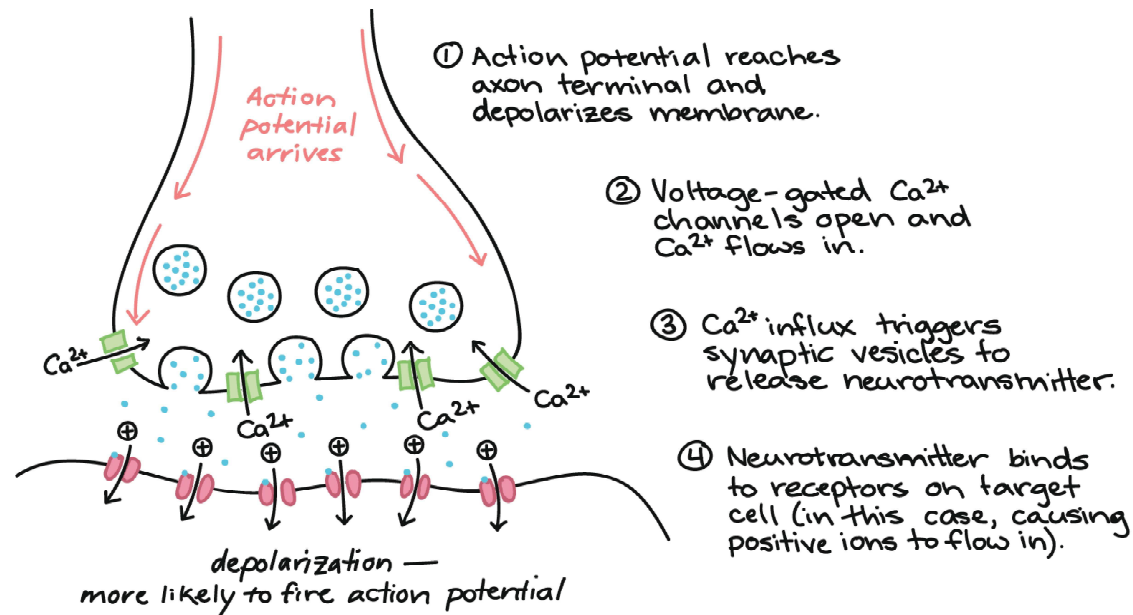 ① Action potential reaches
axon terminal and
depolarizes membrane.
Action
potential
arrives
② Voltage-gated Ca²⁺
channels open and
Ca²⁺ flows in.
③ Ca²⁺ influx triggers
synaptic vesicles to
release neurotransmitter.
Ca²⁺
Ca²⁺
Ca²⁺
Ca²⁺
+
+
+
+
+
+
④ Neurotransmitter binds
to receptors on target
cell (in this case, causing
positive ions to flow in).
depolarization —
more likely to fire action potential